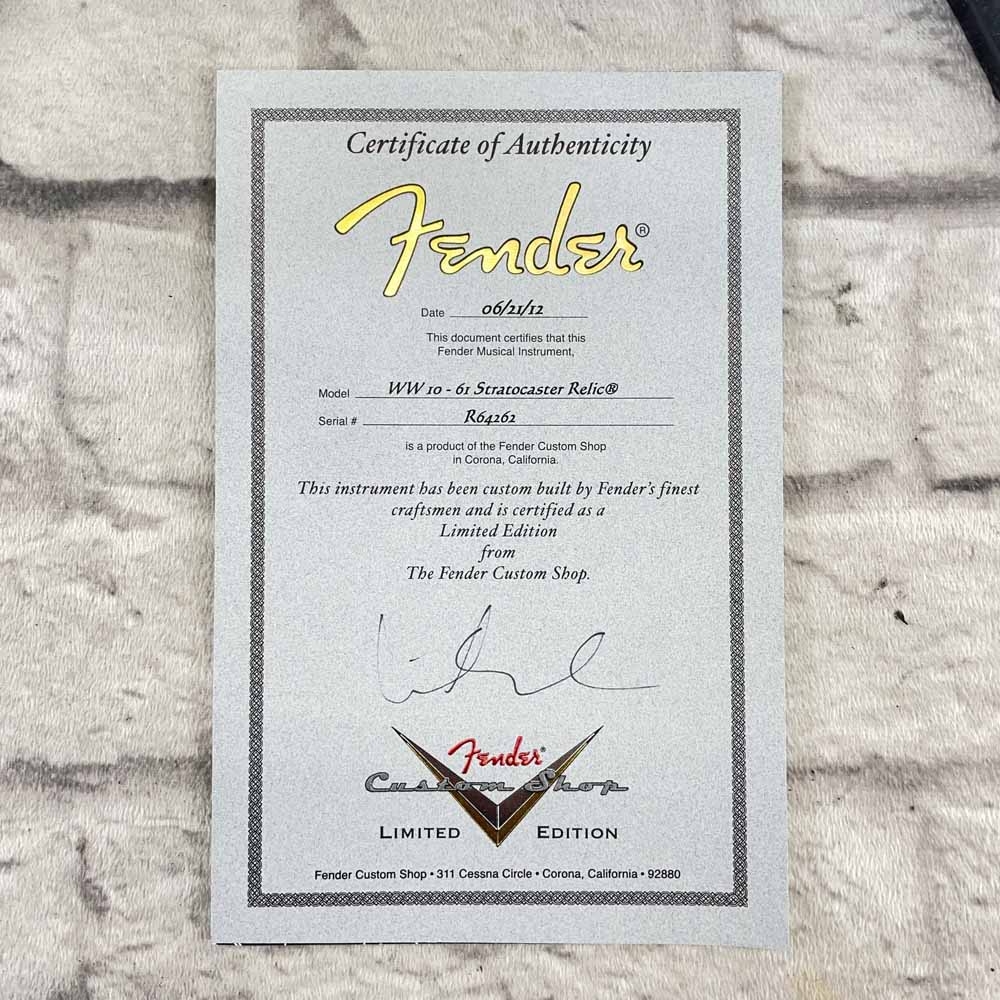 Certificate of Authenticity
Fender®
Date 06/21/12
This document certifies that this
Fender Musical Instrument,
Model WW 10 - 61 Stratocaster Relic®
Serial # R64262
is a product of the Fender Custom Shop
in Corona, California.
This instrument has been custom built by Fender's finest
craftsmen and is certified as a
Limited Edition
from
The Fender Custom Shop.
Fender®
Custom Shop
LIMITED EDITION
Fender Custom Shop • 311 Cessna Circle • Corona, California • 92880